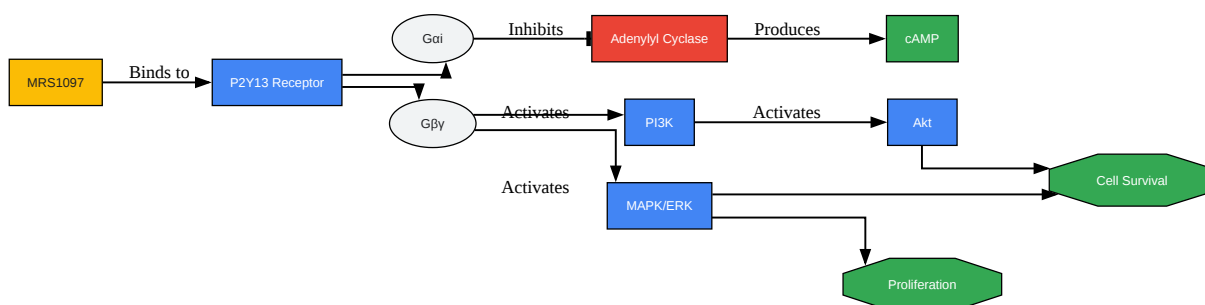 Gαi
Inhibits
Adenylyl Cyclase
Produces
cAMP
MRS1097
Binds to
P2Y13 Receptor
Gβγ
Activates
PI3K
Activates
Akt
Activates
MAPK/ERK
Cell Survival
Proliferation